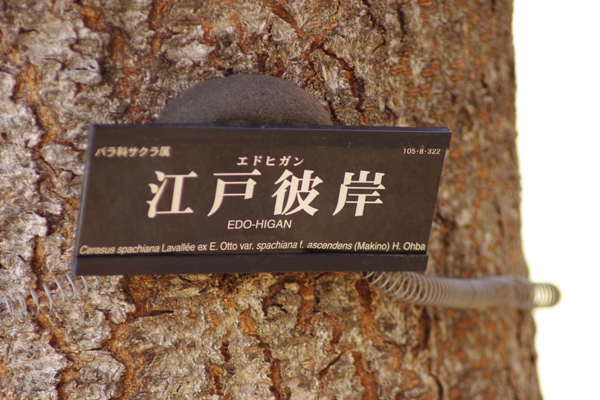 バラ科サクラ属
105-8-322
エドヒガン
江戸彼岸
EDO-HIGAN
Cerasus spachiana Lavallée ex E. Otto var. spachiana f. ascendens (Makino) H. Ohba